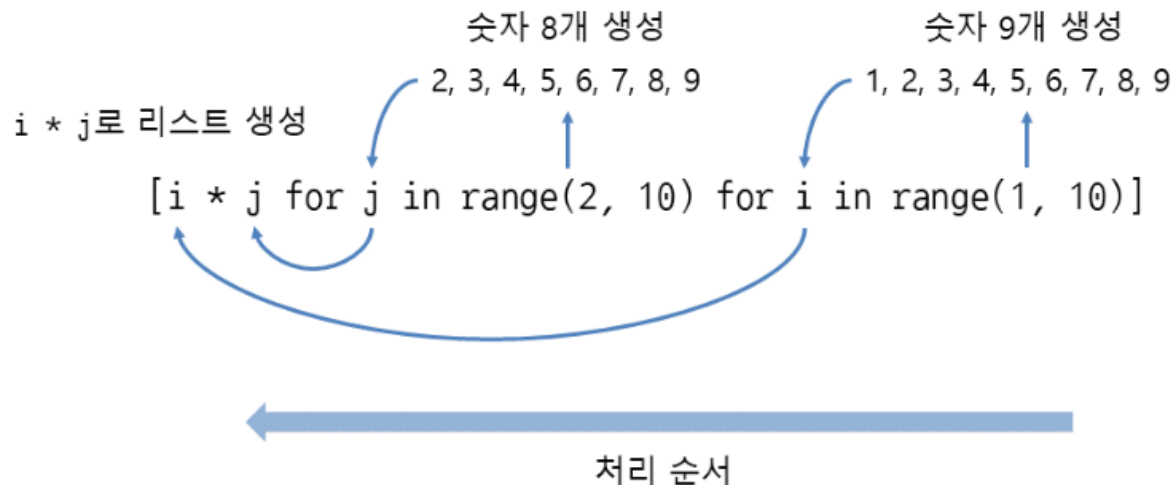 숫자 8개 생성
숫자 9개 생성
2, 3, 4, 5, 6, 7, 8, 9
1, 2, 3, 4, 5, 6, 7, 8, 9
i * j로 리스트 생성
[i * j for j in range(2, 10) for i in range(1, 10)]
처리 순서